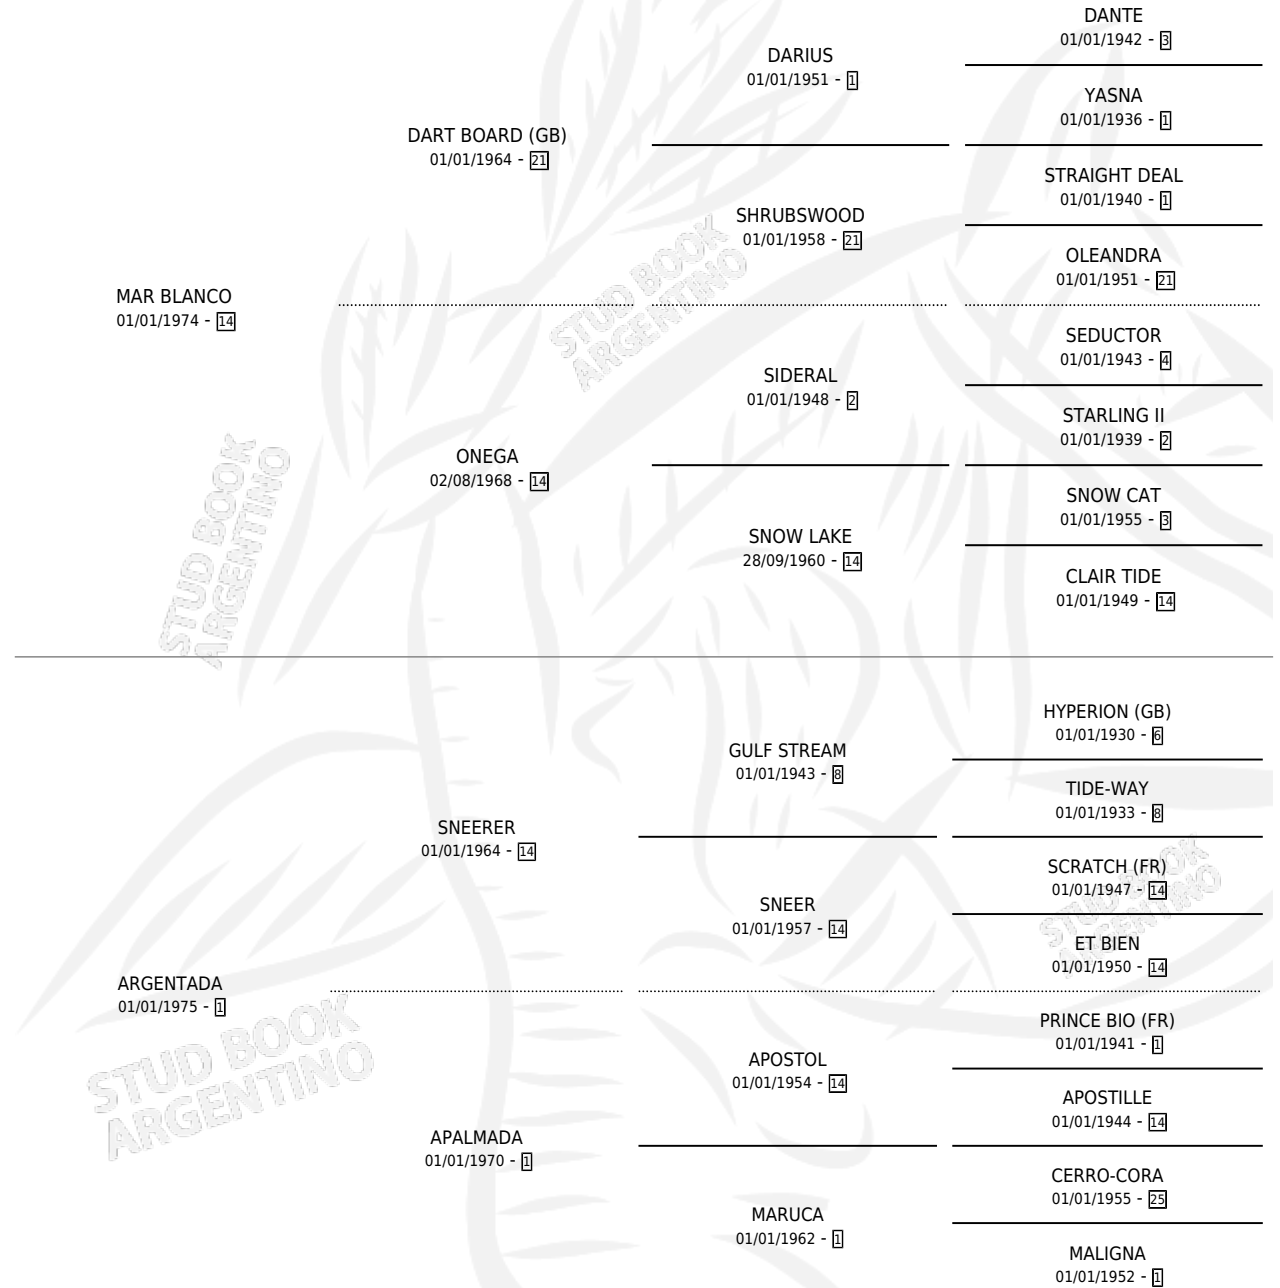 DANTE
01/01/1942 - 3
DARIUS
01/01/1951 - 1
YASNA
01/01/1936 - 1
DART BOARD (GB)
01/01/1964 - 21
STRAIGHT DEAL
01/01/1940 - 1
SHRUBSWOOD
01/01/1958 - 21
OLEANDRA
01/01/1951 - 21
MAR BLANCO
01/01/1974 - 14
STUD BOOK
ARGENTINO
SEDUCTOR
01/01/1943 - 4
SIDERAL
01/01/1948 - 2
STARLING II
01/01/1939 - 2
ONEGA
02/08/1968 - 14
SNOW CAT
01/01/1955 - 3
SNOW LAKE
28/09/1960 - 14
CLAIR TIDE
01/01/1949 - 14
STUD BOOK
ARGENTINO
HYPERION (GB)
01/01/1930 - 6
GULF STREAM
01/01/1943 - 8
TIDE-WAY
01/01/1933 - 8
SNEERER
01/01/1964 - 14
SCRATCH (FR)
01/01/1947 - 14
SNEER
01/01/1957 - 14
STUD BOOK
ARGENTINO
ET BIEN
01/01/1950 - 14
ARGENTADA
01/01/1975 - 1
PRINCE BIO (FR)
01/01/1941 - 1
STUD BOOK
ARGENTINO
APOSTOL
01/01/1954 - 14
APOSTILLE
01/01/1944 - 14
APALMADA
01/01/1970 - 1
CERRO-CORA
01/01/1955 - 25
MARUCA
01/01/1962 - 1
MALIGNA
01/01/1952 - 1